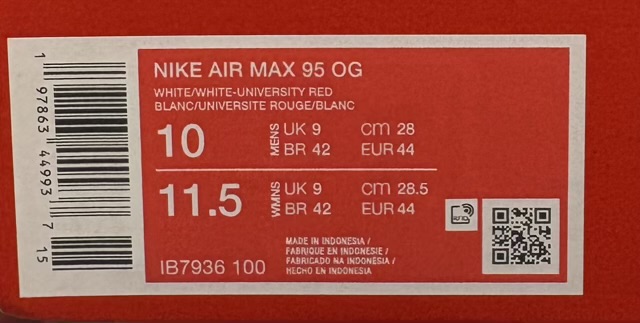 NIKE AIR MAX 95 OG
WHITE/WHITE-UNIVERSITY RED
BLANC/UNIVERSITE ROUGE/BLANC
10 MENS UK 9 cm 28
BR 42 EUR 44
11.5 WMNS UK 9 cm 28.5
BR 42 EUR 44
IB7936 100
MADE IN INDONESIA /
FABRIQUE EN INDONESIE /
FABRICADO NA INDONÉSIA /
HECHO EN INDONESIA
1 97863 44993 7 15